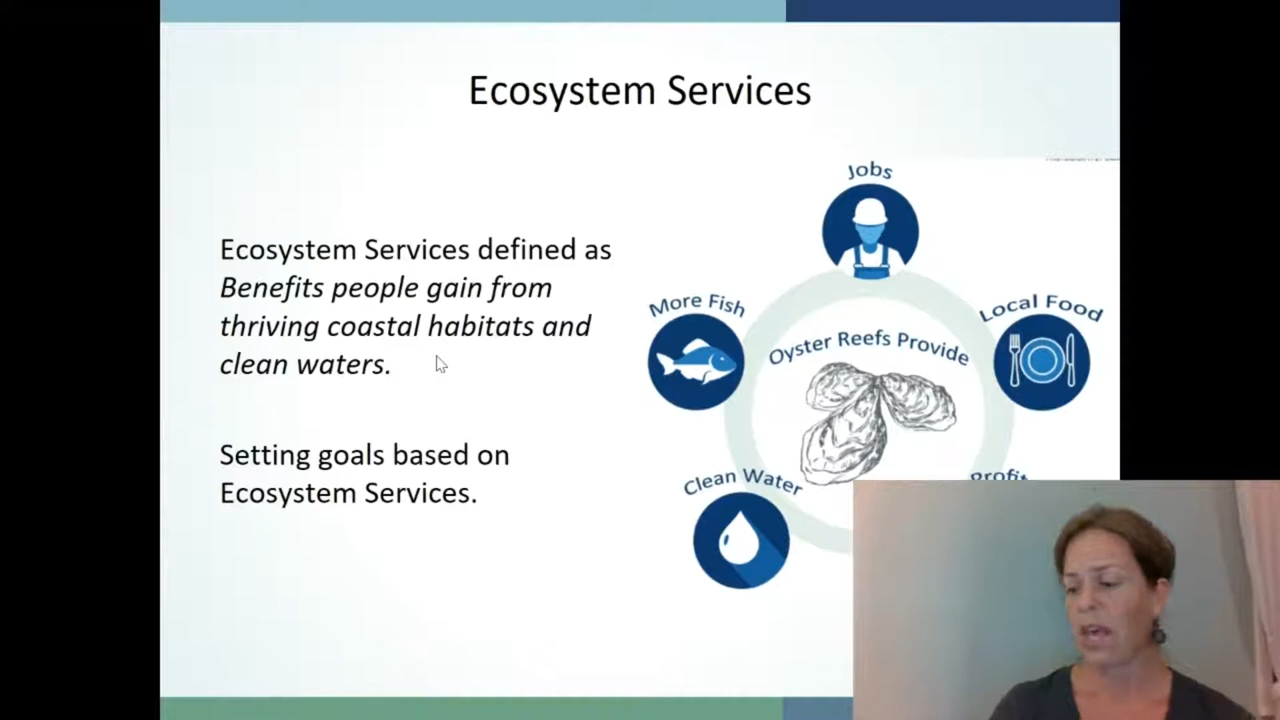 Ecosystem Services
Ecosystem Services defined as
Benefits people gain from
thriving coastal habitats and
clean waters.
Setting goals based on
Ecosystem Services.
Jobs
More Fish
Local Food
Oyster Reefs Provide
Clean Water